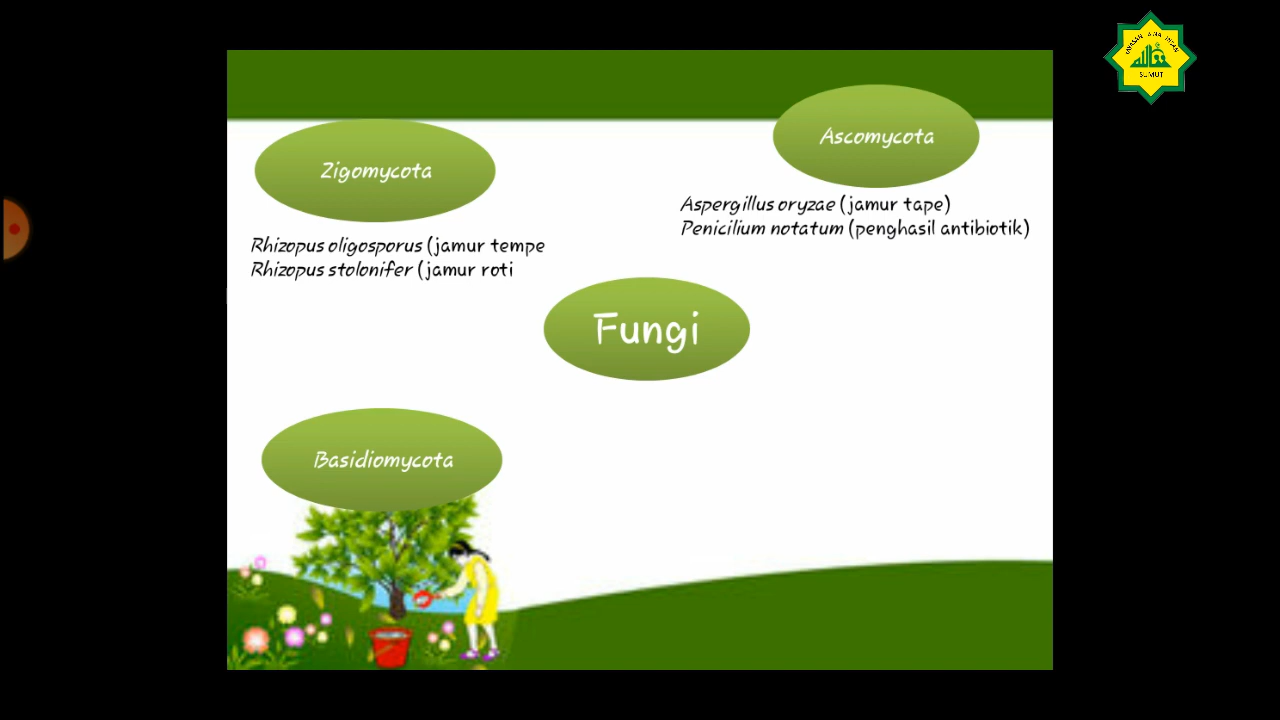 Zigomycota
Ascomycota
Rhizopus oligosporus (jamur tempe
Rhizopus stolonifer (jamur roti
Aspergillus oryzae (jamur tape)
Penicilium notatum (penghasil antibiotik)
Fungi
Basidiomycota
SUMUT